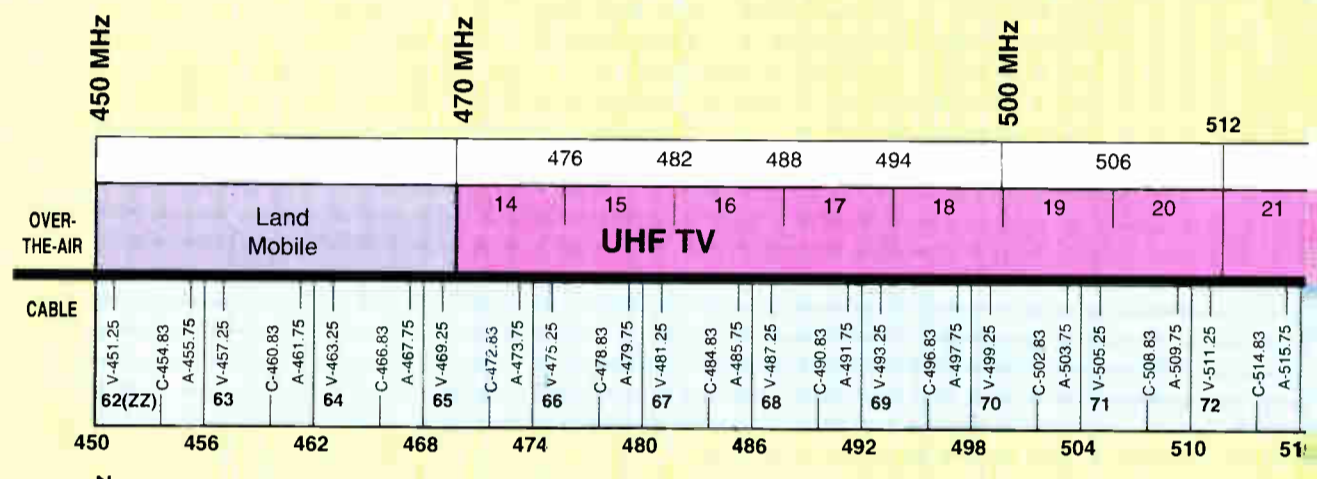 450 MHz
470 MHz
500 MHz
512
476 482 488 494 506
14 15 16 17 18 19 20 21
OVER-
THE-AIR
Land
Mobile
UHF TV
CABLE
V-451.25 C-454.83 A-455.75 V-457.25 C-460.83 A-461.75 V-463.25 C-466.83 A-467.75 V-469.25 C-472.83 A-473.75 V-475.25 C-478.83 A-479.75 V-481.25 C-484.83 A-485.75 V-487.25 C-490.83 A-491.75 V-493.25 C-496.83 A-497.75 V-499.25 C-502.83 A-503.75 V-505.25 C-508.83 A-509.75 V-511.25 C-514.83 A-515.75
62(ZZ) 63 64 65 66 67 68 69 70 71 72
450 456 462 468 474 480 486 492 498 504 510